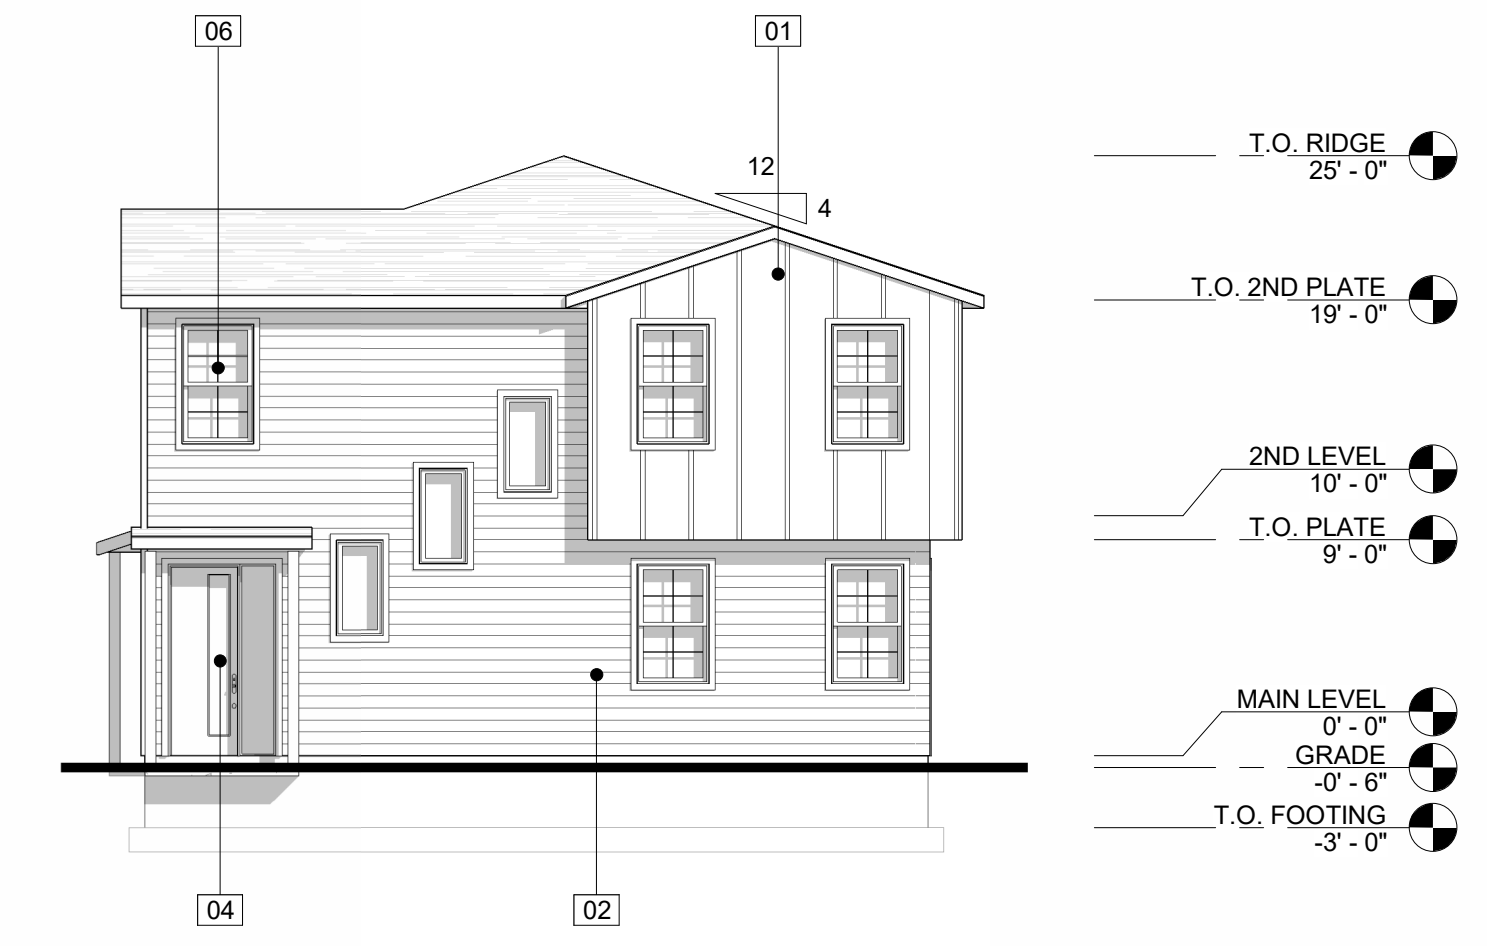 06
01
12
4
T.O. RIDGE
25' - 0"
T.O. 2ND PLATE
19' - 0"
2ND LEVEL
10' - 0"
T.O. PLATE
9' - 0"
MAIN LEVEL
0' - 0"
GRADE
-0' - 6"
T.O. FOOTING
-3' - 0"
04
02